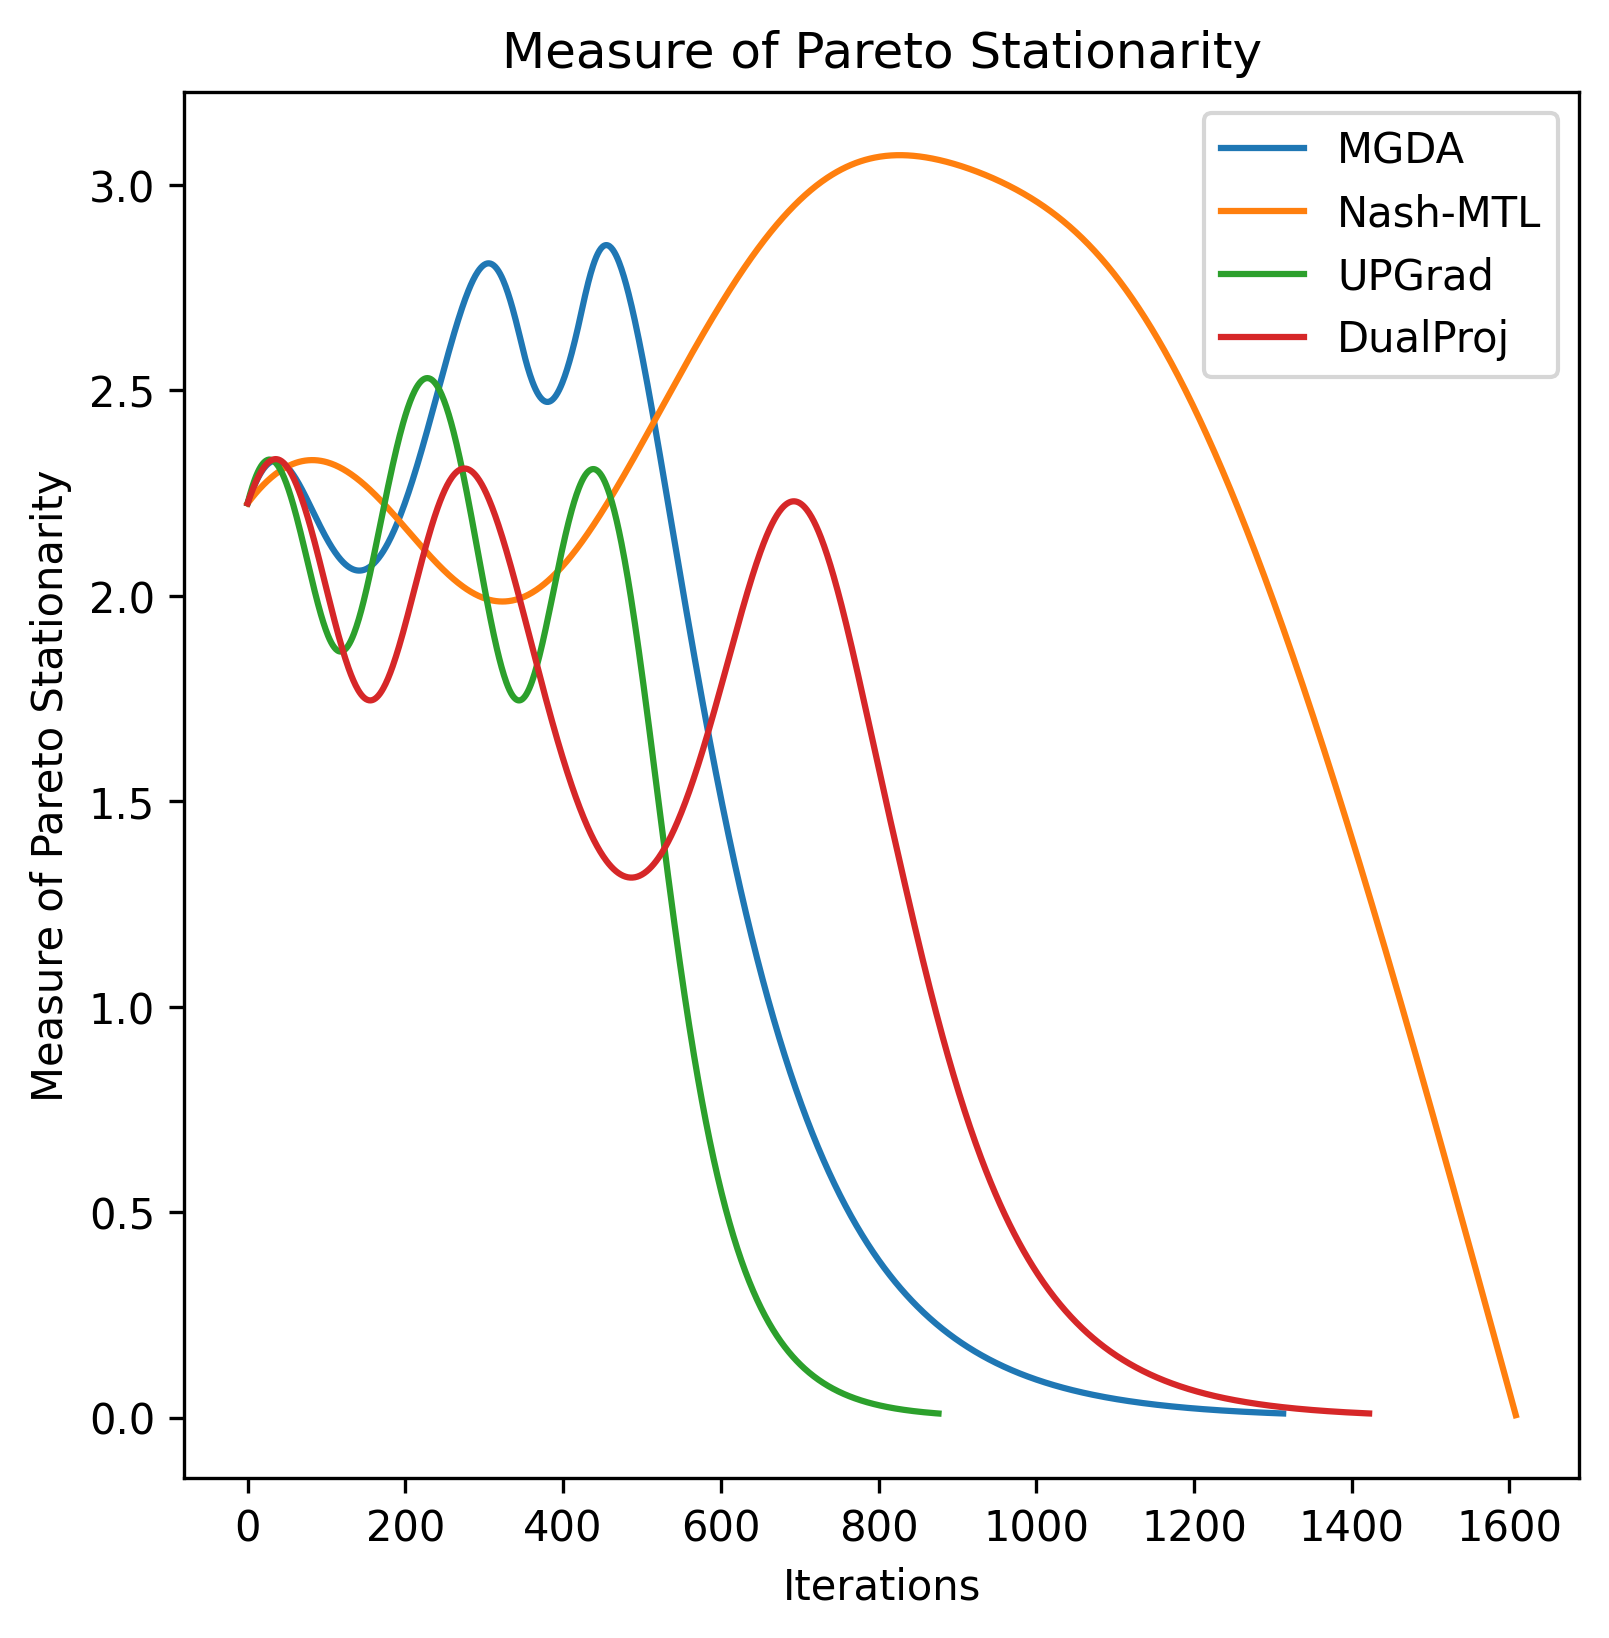 Measure of Pareto Stationarity
MGDA
Nash-MTL
UPGrad
DualProj
Measure of Pareto Stationarity
3.0
2.5
2.0
1.5
1.0
0.5
0.0
0 200 400 600 800 1000 1200 1400 1600
Iterations